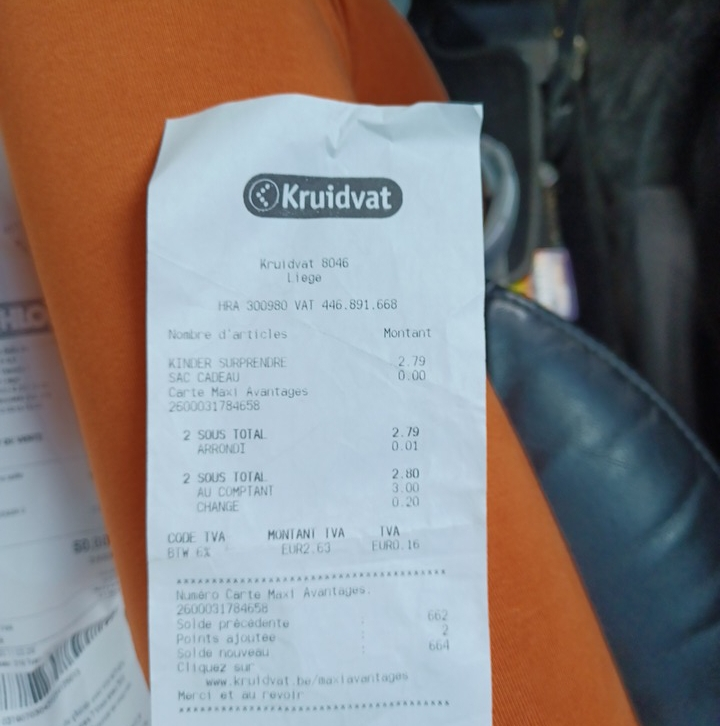 Kruidvat
Kruidvat 8046
Liege
HRA 300980 VAT 446.891.668
Nombre d'articles Montant
KINDER SURPRENDRE 2.79
SAC CADEAU 0.00
Carte Maxi Avantages
2600031784658
2 SOUS TOTAL 2.79
ARRONDI 0.01
2 SOUS TOTAL 2.80
AU COMPTANT 3.00
CHANGE 0.20
CODE TVA MONTANT TVA TVA
BTW 6% EUR2.63 EUR0.16
****************************************
Numéro Carte Maxi Avantages:
2600031784658
Solde précédente : 662
Points ajoutée : 2
Solde nouveau : 664
Cliquez sur
www.kruidvat.be/maxiavantages
Merci et au revoir
****************************************